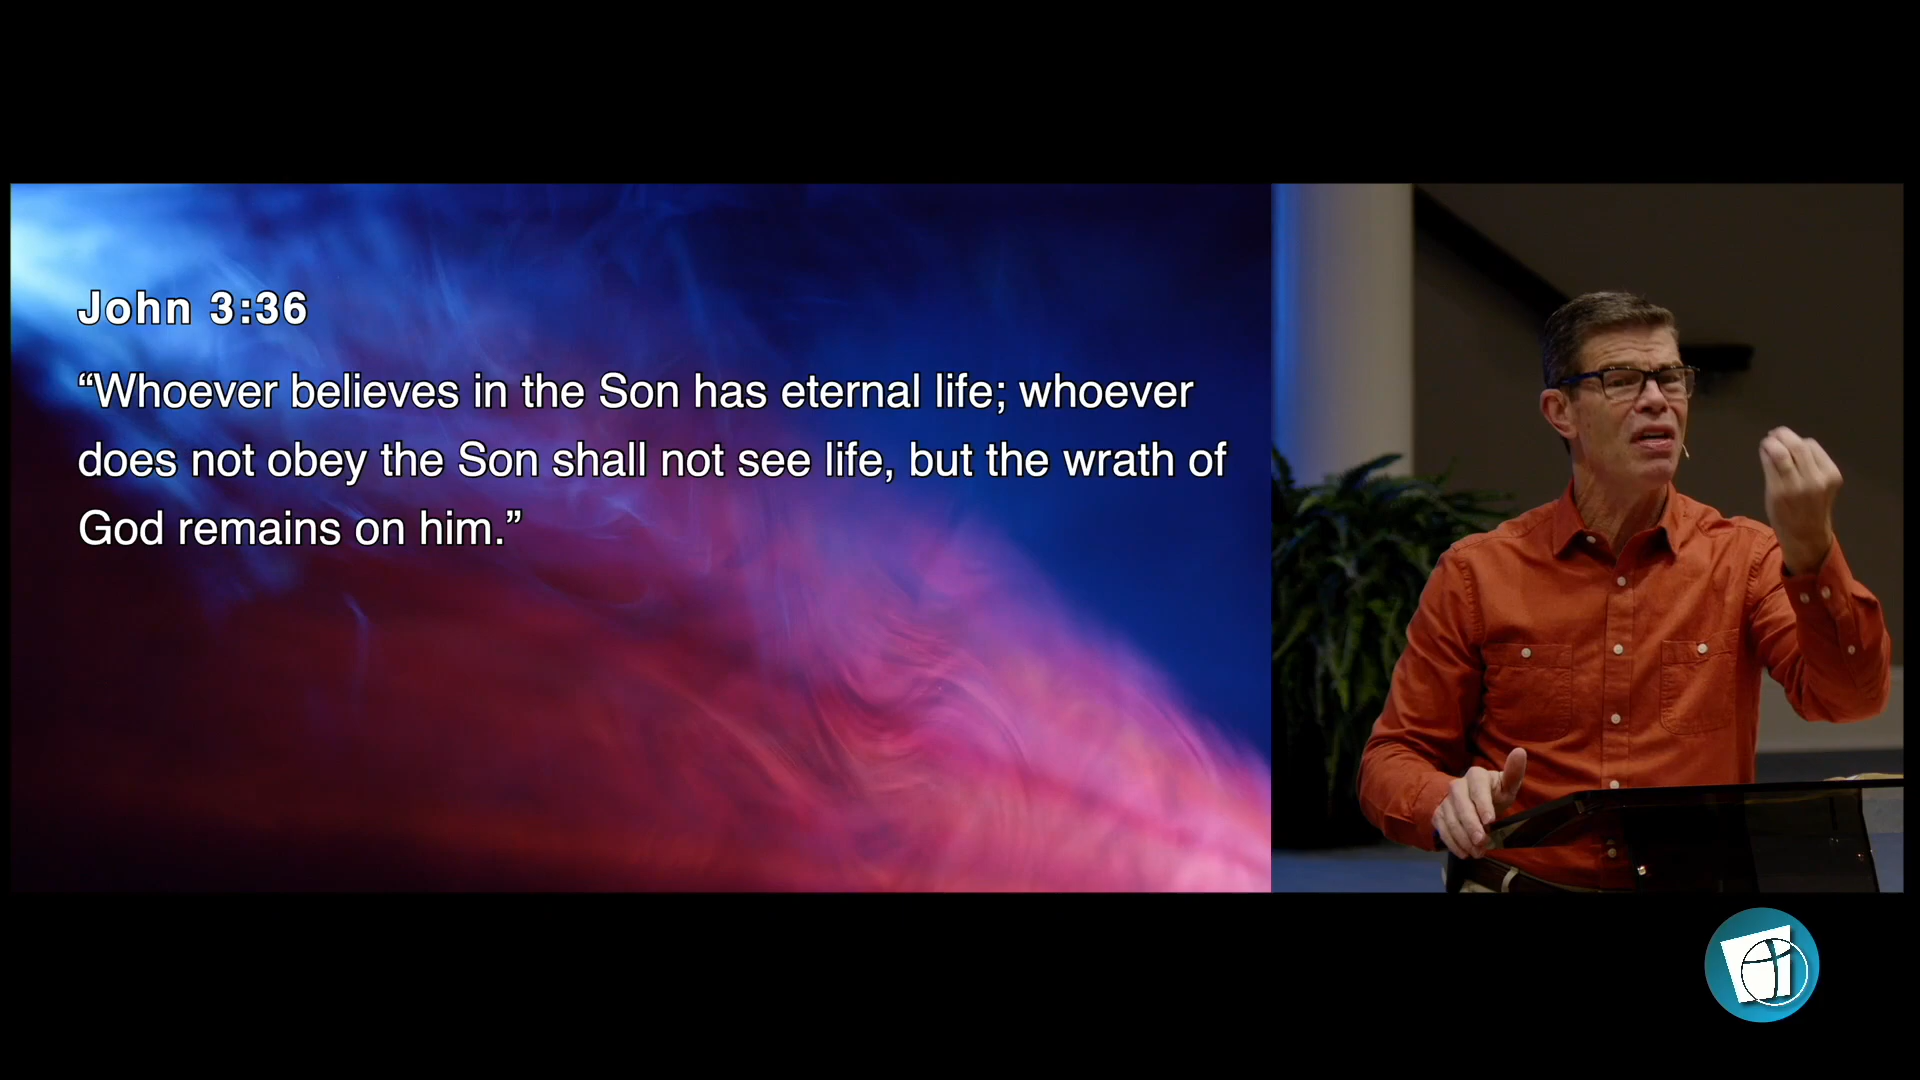 John 3:36
“Whoever believes in the Son has eternal life; whoever
does not obey the Son shall not see life, but the wrath of
God remains on him.”